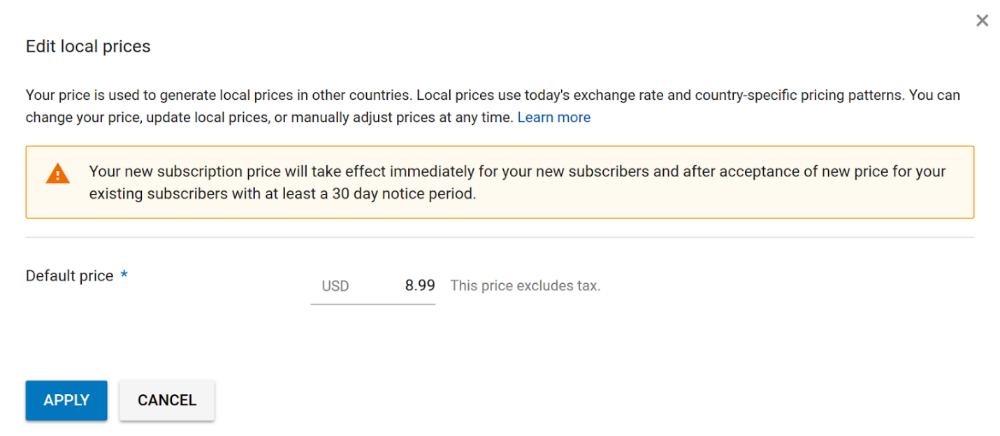 Edit local prices
Your price is used to generate local prices in other countries. Local prices use today's exchange rate and country-specific pricing patterns. You can
change your price, update local prices, or manually adjust prices at any time. Learn more
Your new subscription price will take effect immediately for your new subscribers and after acceptance of new price for your
existing subscribers with at least a 30 day notice period.
Default price *
USD 8.99 This price excludes tax.
APPLY CANCEL